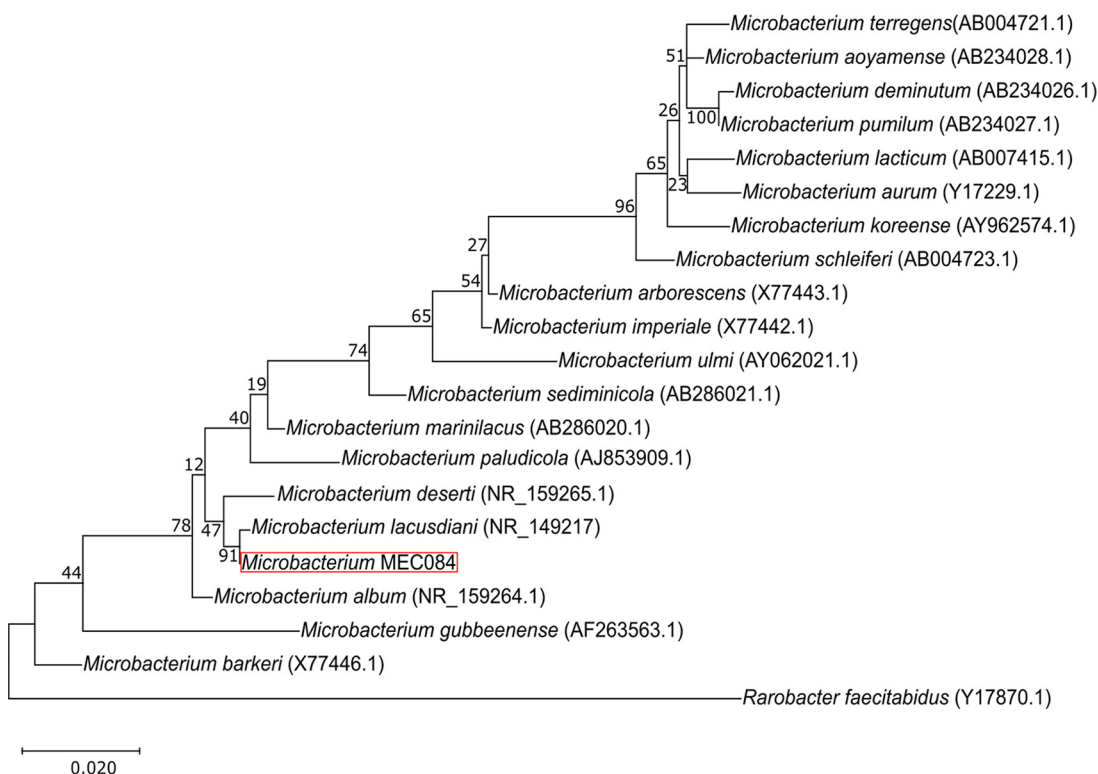 Microbacterium terregens(AB004721.1)
51
Microbacterium aoyamense (AB234028.1)
Microbacterium deminutum (AB234026.1)
26
100
Microbacterium pumilum (AB234027.1)
Microbacterium lacticum (AB007415.1)
65
23
Microbacterium aurum (Y17229.1)
96
Microbacterium koreense (AY962574.1)
27
Microbacterium schleiferi (AB004723.1)
54
Microbacterium arborescens (X77443.1)
65
Microbacterium imperiale (X77442.1)
74
Microbacterium ulmi (AY062021.1)
19
Microbacterium sediminicola (AB286021.1)
40
Microbacterium marinilacus (AB286020.1)
12
Microbacterium paludicola (AJ853909.1)
Microbacterium deserti (NR_159265.1)
78
47
Microbacterium lacusdiani (NR_149217)
91
Microbacterium MEC084
44
Microbacterium album (NR_159264.1)
Microbacterium gubbeenense (AF263563.1)
Microbacterium barkeri (X77446.1)
Rarobacter faecitabidus (Y17870.1)
0.020